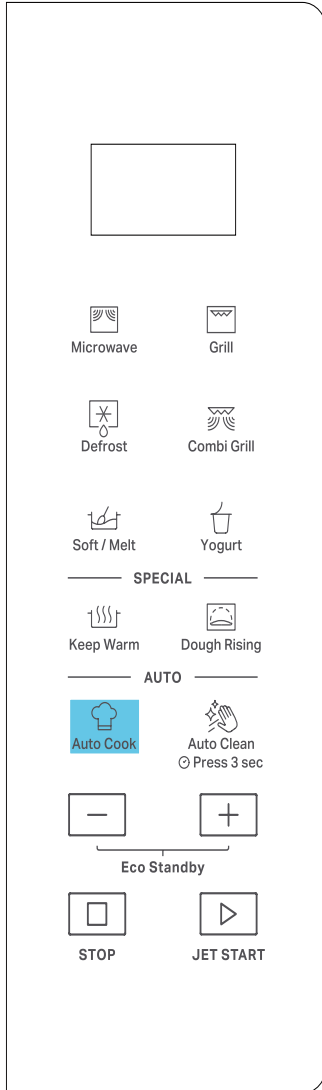 Microwave
Grill
Defrost
Combi Grill
Soft / Melt
Yogurt
SPECIAL
Keep Warm
Dough Rising
AUTO
Auto Cook
Auto Clean
Press 3 sec
Eco Standby
STOP
JET START